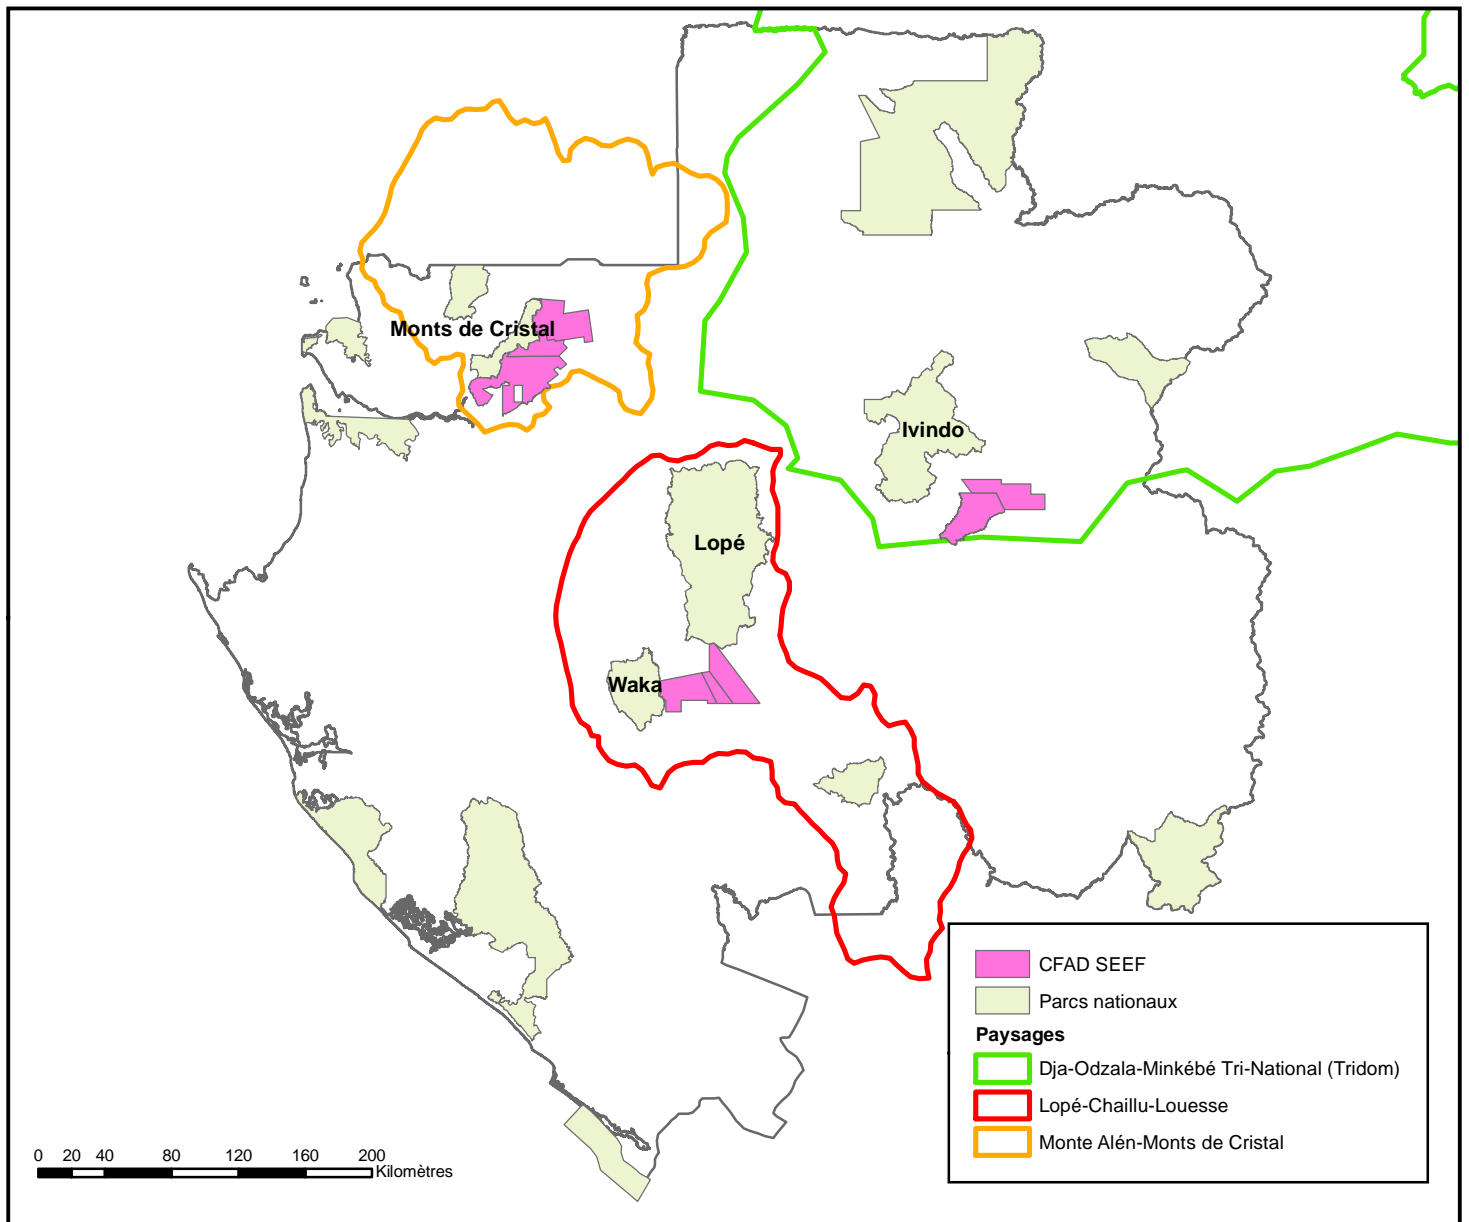 Monts de Cristal
Ivindo
Lopé
Waka
CFAD SEEF
Parcs nationaux
Paysages
Dja-Odzala-Minkébé Tri-National (Tridom)
Lopé-Chaillu-Louesse
Monte Alén-Monts de Cristal
0 20 40 80 120 160 200
Kilomètres